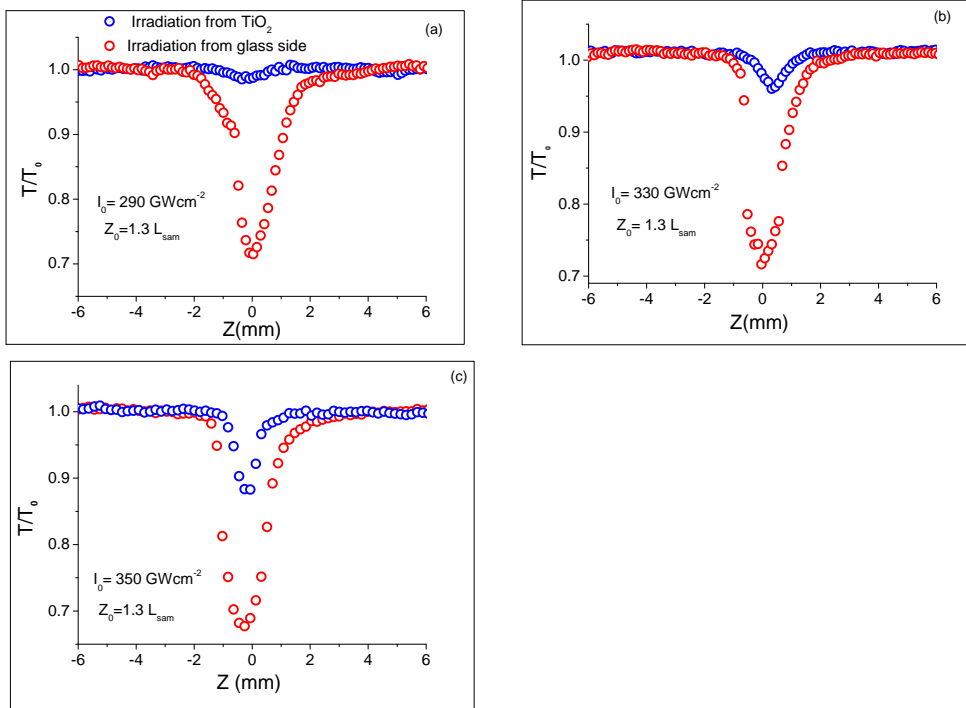 Irradiation from TiO₂
Irradiation from glass side
(a)
1.0
0.9
0.8
0.7
T/T₀
I₀= 290 GWcm⁻²
Z₀=1.3 Lsam
-6 -4 -2 0 2 4 6
Z(mm)
(b)
1.0
0.9
0.8
0.7
T/T₀
I₀= 330 GWcm⁻²
Z₀= 1.3 Lsam
-6 -4 -2 0 2 4 6
Z(mm)
(c)
1.0
0.9
0.8
0.7
T/T₀
I₀= 350 GWcm⁻²
Z₀=1.3 Lsam
-6 -4 -2 0 2 4 6
Z (mm)